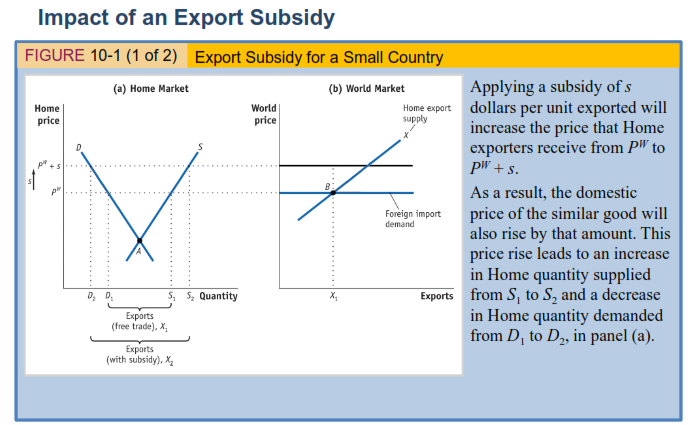 Impact of an Export Subsidy
FIGURE 10-1 (1 of 2) Export Subsidy for a Small Country
(a) Home Market
(b) World Market
Home
price
D
S
pᵂ + s
s
pᵂ
A
D₂ D₁ S₁ S₂ Quantity
Exports
(free trade), X₁
Exports
(with subsidy), X₂
World
price
Home export
supply
X
B
Foreign import
demand
X₁ Exports
Applying a subsidy of s
dollars per unit exported will
increase the price that Home
exporters receive from Pᵂ to
Pᵂ + s.
As a result, the domestic
price of the similar good will
also rise by that amount. This
price rise leads to an increase
in Home quantity supplied
from S₁ to S₂ and a decrease
in Home quantity demanded
from D₁ to D₂, in panel (a).